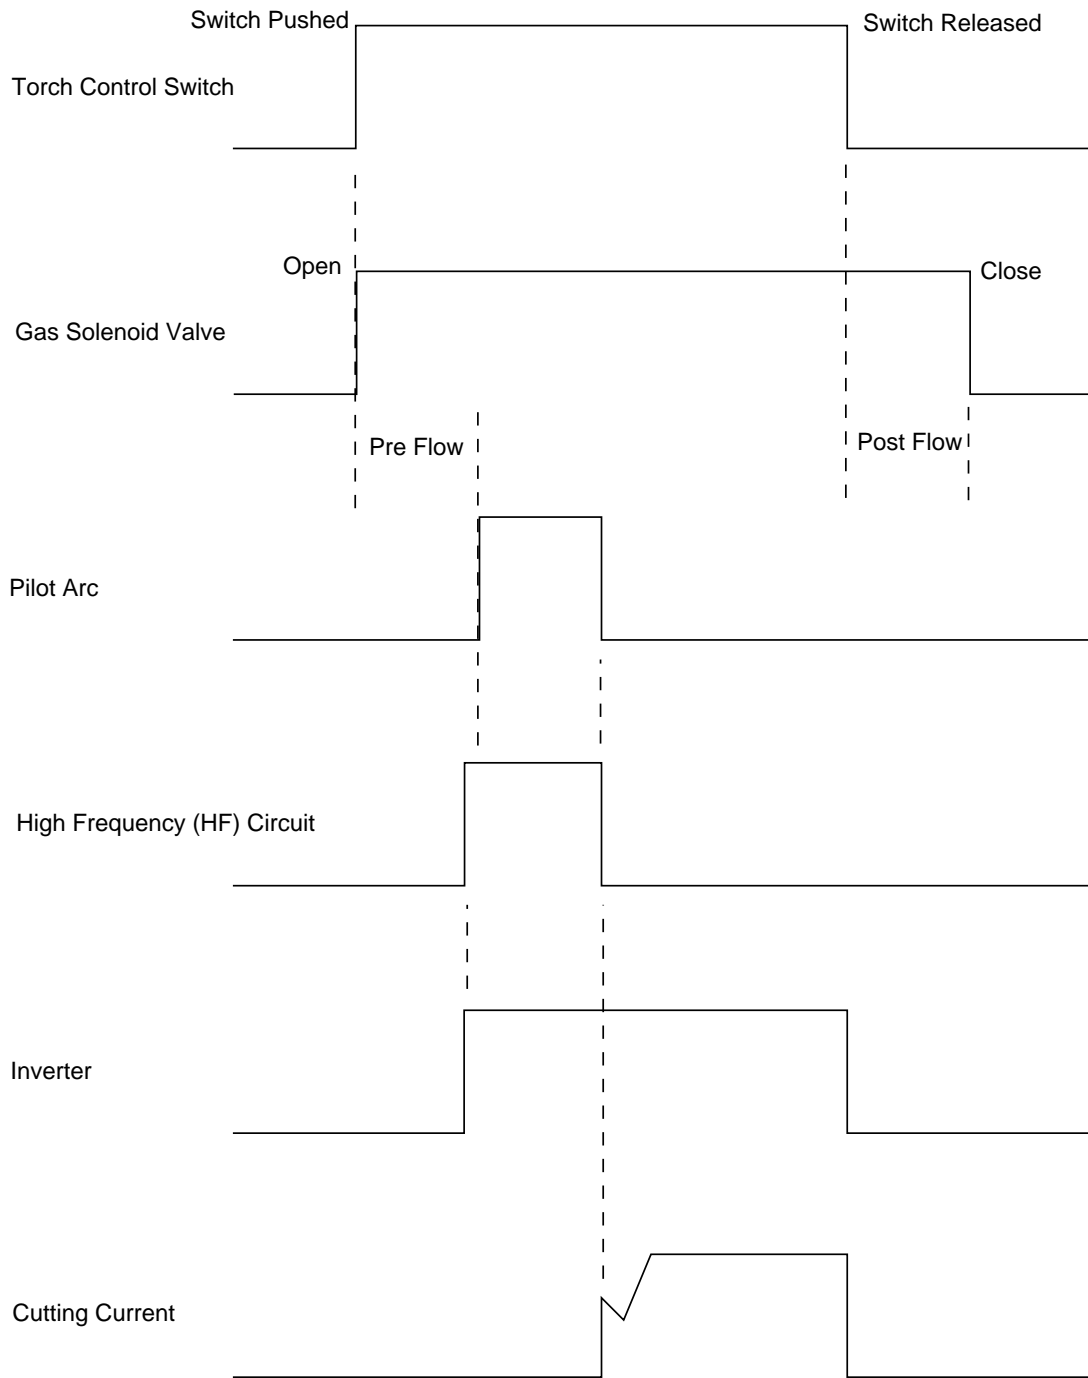 Switch Pushed
Switch Released
Torch Control Switch
Open
Close
Gas Solenoid Valve
Pre Flow
Post Flow
Pilot Arc
High Frequency (HF) Circuit
Inverter
Cutting Current